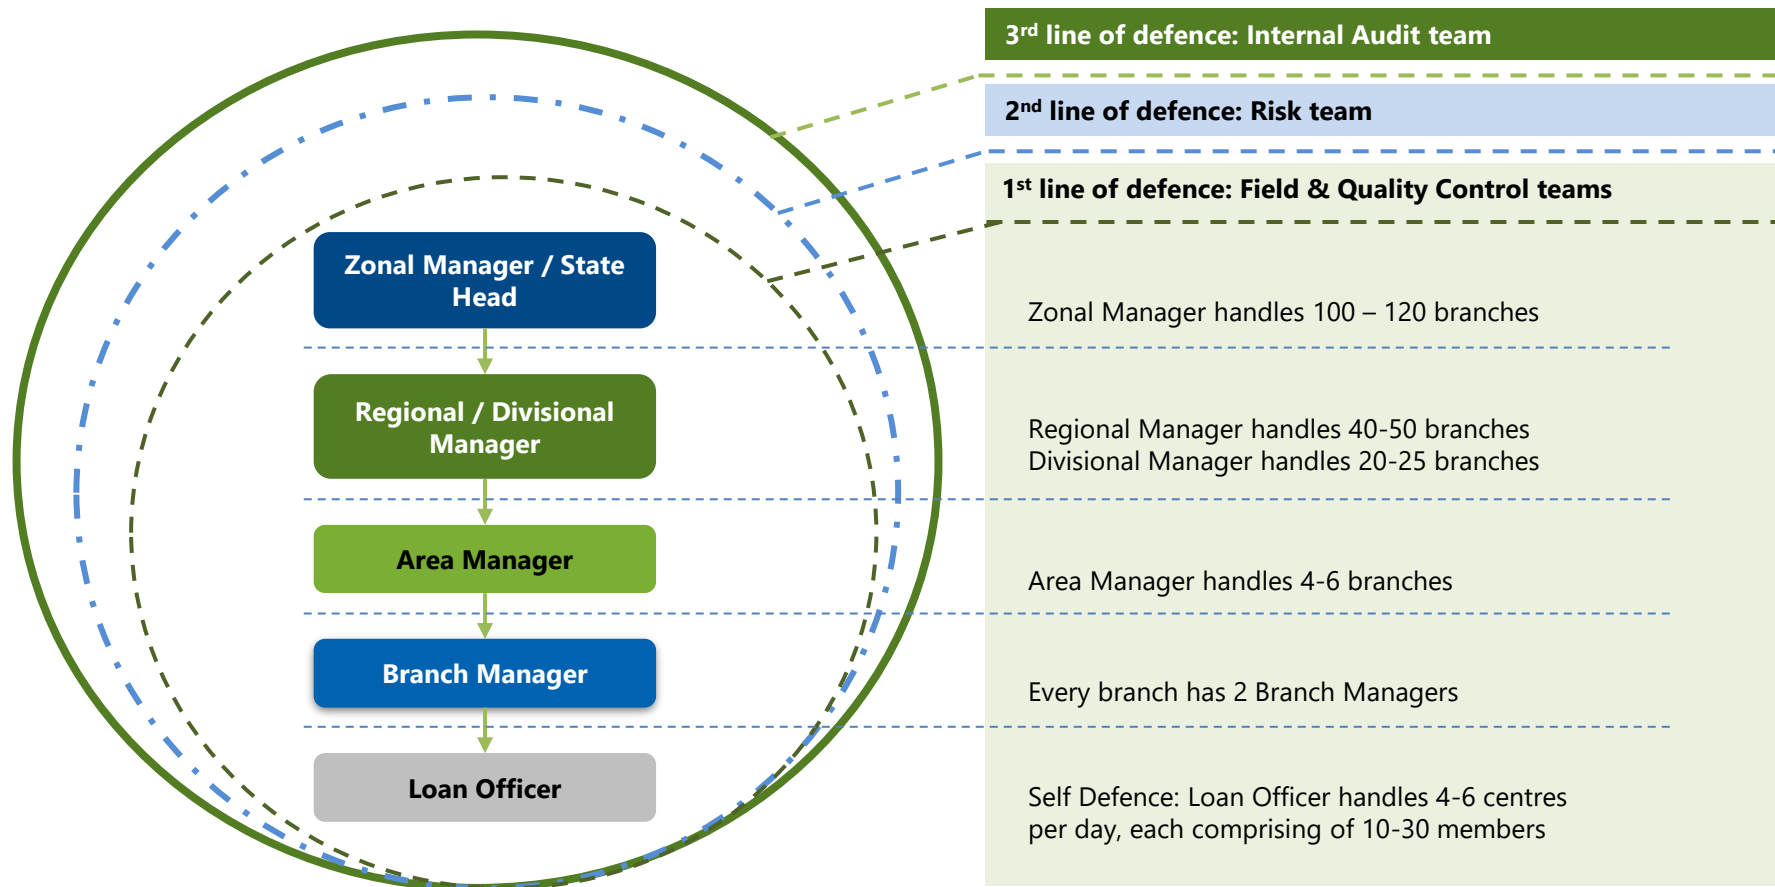 3rd line of defence: Internal Audit team
2nd line of defence: Risk team
1st line of defence: Field & Quality Control teams
Zonal Manager / State
Head
Zonal Manager handles 100 – 120 branches
Regional / Divisional
Manager
Regional Manager handles 40-50 branches
Divisional Manager handles 20-25 branches
Area Manager
Area Manager handles 4-6 branches
Branch Manager
Every branch has 2 Branch Managers
Loan Officer
Self Defence: Loan Officer handles 4-6 centres
per day, each comprising of 10-30 members